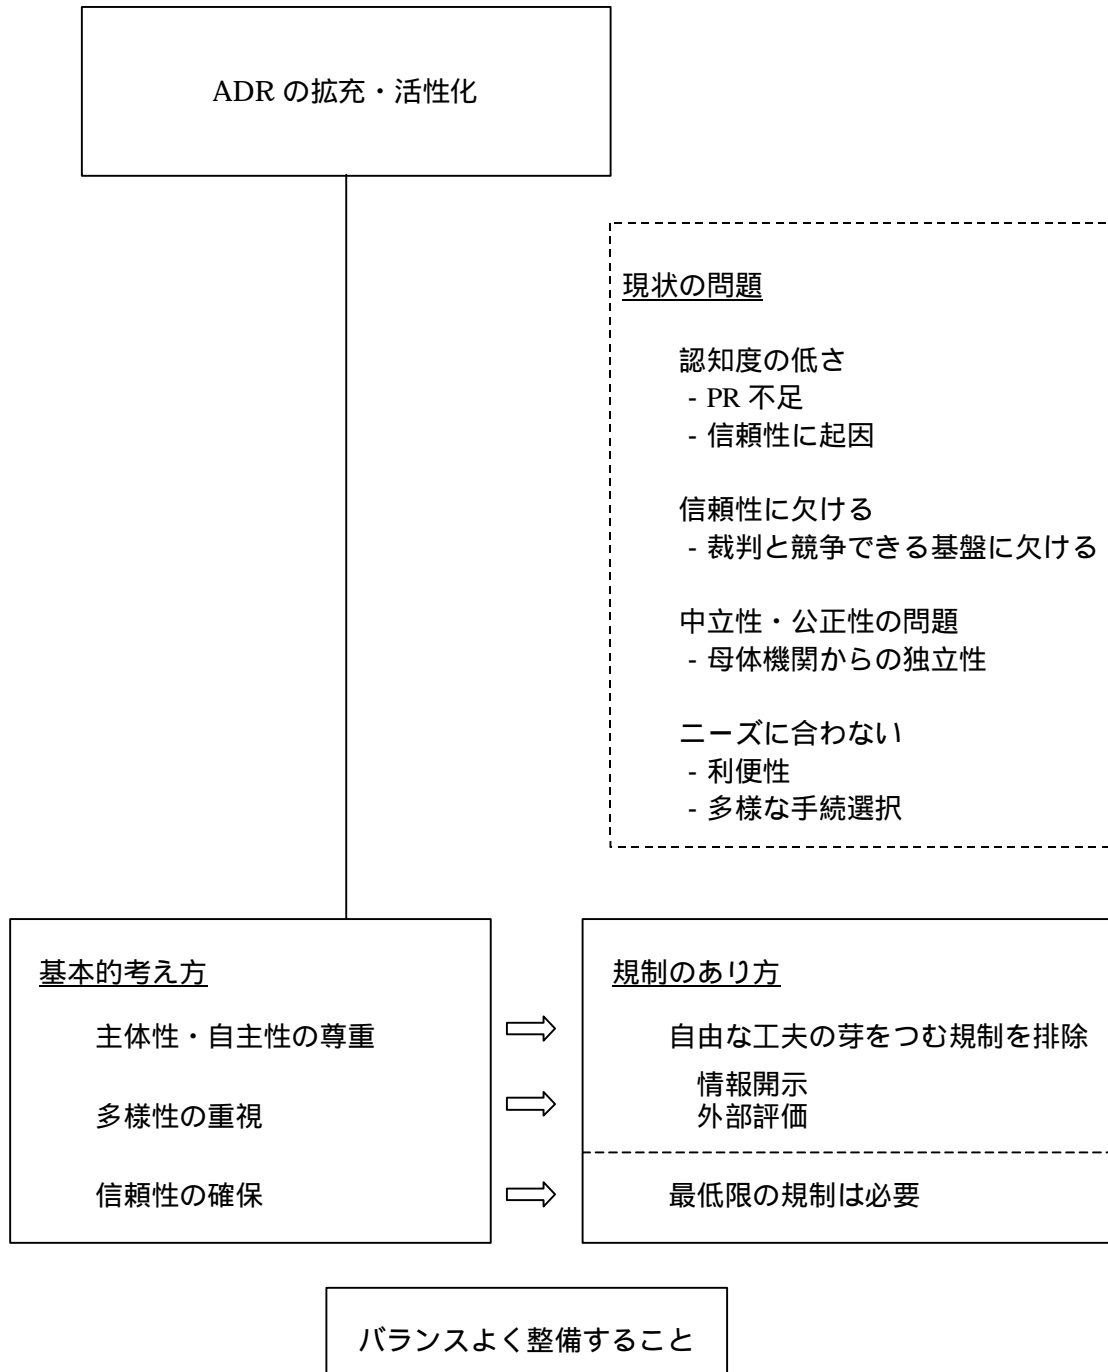 ADR の拡充・活性化
現状の問題
認知度の低さ
- PR 不足
- 信頼性に起因
信頼性に欠ける
- 裁判と競争できる基盤に欠ける
中立性・公正性の問題
- 母体機関からの独立性
ニーズに合わない
- 利便性
- 多様な手続選択
基本的考え方
主体性・自主性の尊重
多様性の重視
信頼性の確保
規制のあり方
自由な工夫の芽をつむ規制を排除
情報開示
外部評価
最低限の規制は必要
バランスよく整備すること